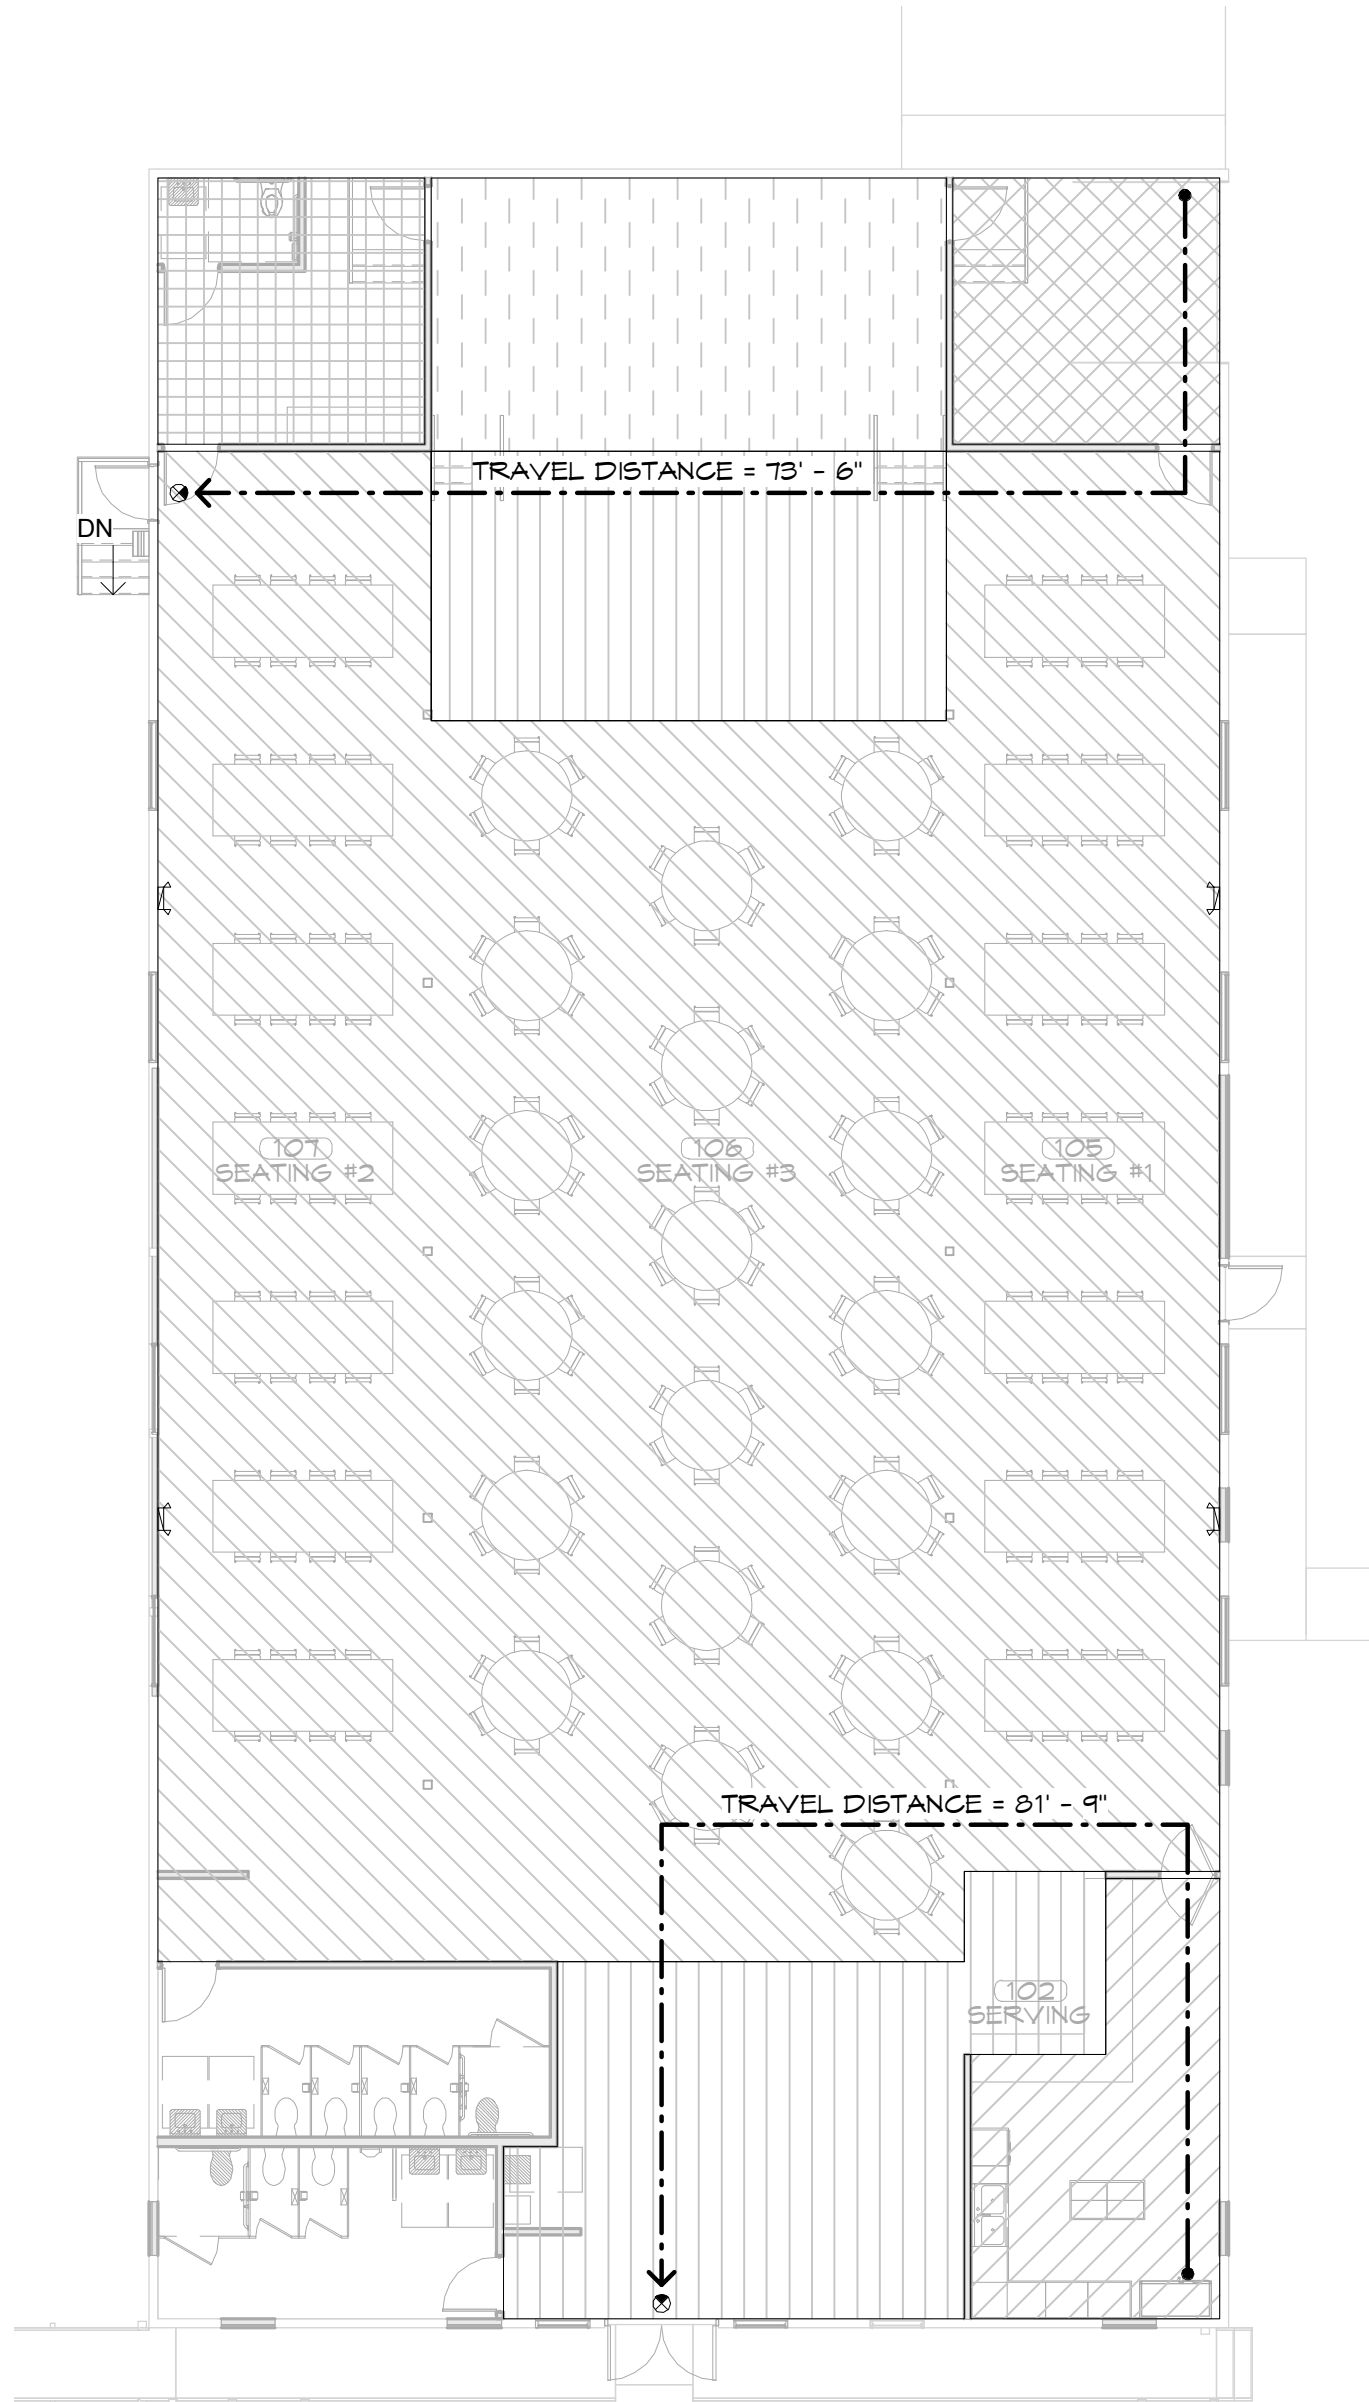 TRAVEL DISTANCE = 73' - 6"
DN
107
SEATING #2
106
SEATING #3
105
SEATING #1
TRAVEL DISTANCE = 81' - 9"
102
SERVING